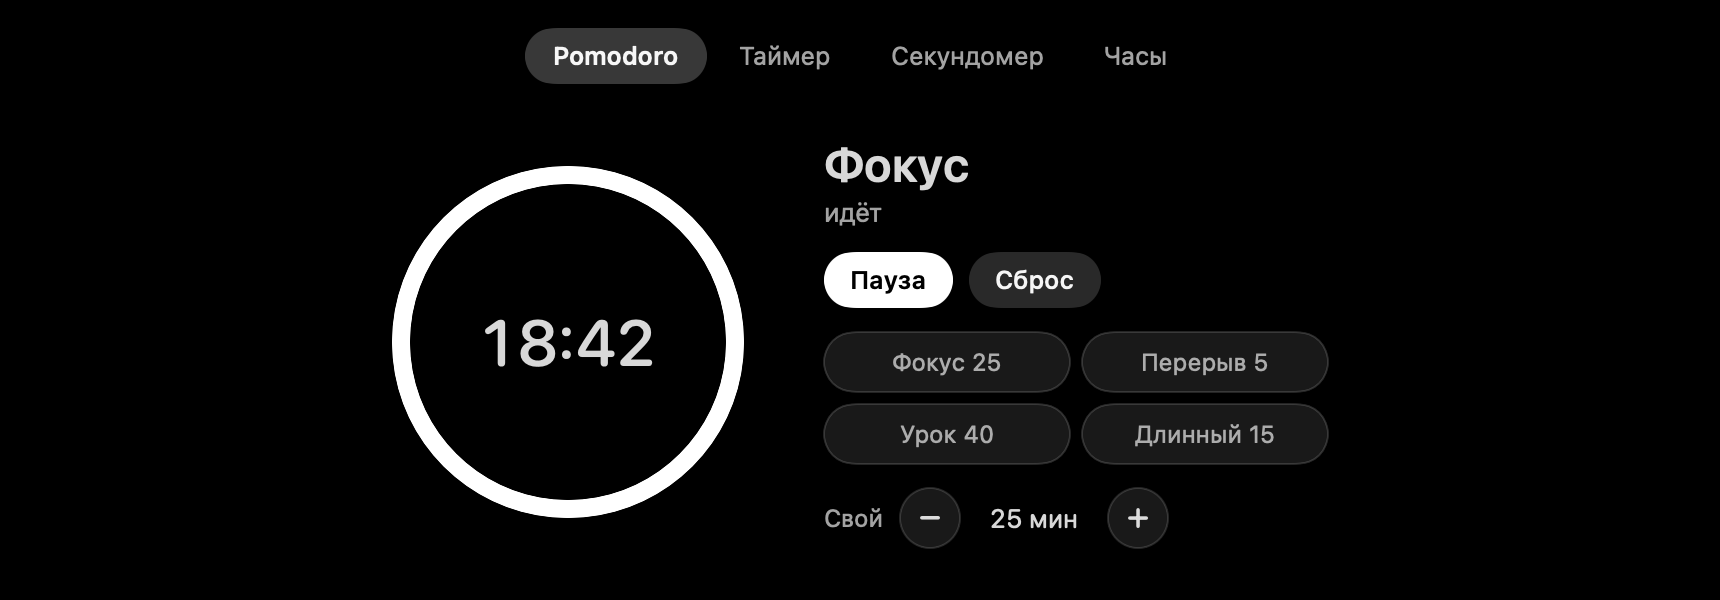 Pomodoro Таймер Секундомер Часы
18:42
Фокус
идёт
Пауза Сброс
Фокус 25 Перерыв 5
Урок 40 Длинный 15
Свой − 25 мин +